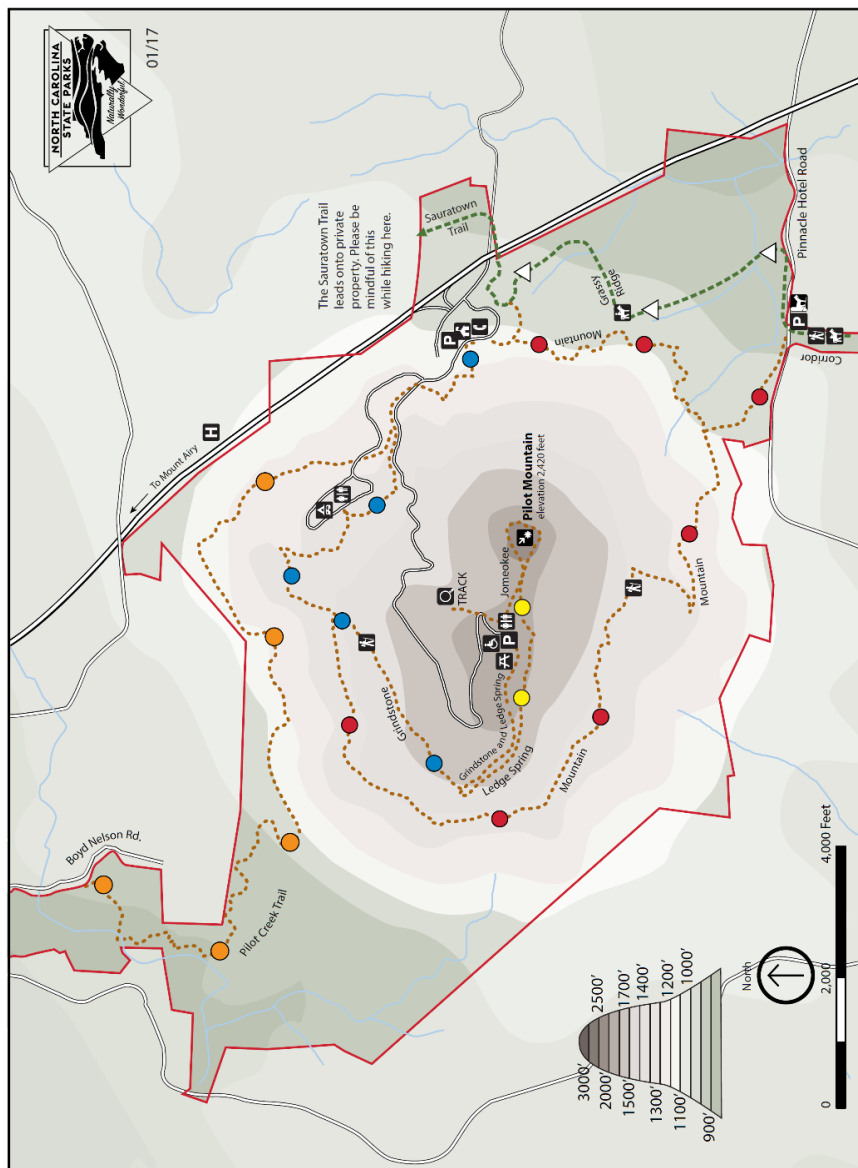 NORTH CAROLINA
STATE PARKS
Naturally
Wonderful
01/17
To Mount Airy
H
The Sauratown Trail
leads onto private
property. Please be
mindful of this
while hiking here.
Sauratown
Trail
P
Grassy
Ridge
Mountain
Pinnacle Hotel Road
P
Corridor
Boyd Nelson Rd.
Pilot Creek Trail
Grindstone
TRACK
Jomeokee
Pilot Mountain
elevation 2,420 feet
P
Grindstone and Ledge Spring
Ledge Spring
Mountain
Mountain
3000'
2500'
2000'
1700'
1500'
1400'
1300'
1200'
1100'
1000'
900'
North
0
2,000
4,000 Feet